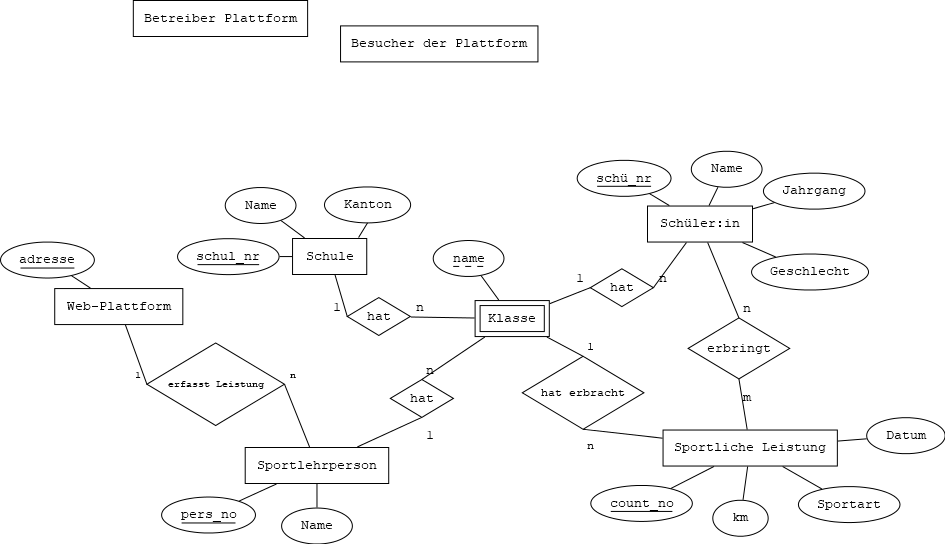 Betreiber Plattform
Besucher der Plattform
schü_nr
Name
Jahrgang
Schüler:in
Geschlecht
Name
Kanton
schul_nr
Schule
name
adresse
Web-Plattform
1
hat
n
Klasse
1
hat
n
n
erbringt
m
1
erfasst Leistung
n
n
hat
1
1
hat erbracht
n
Sportlehrperson
pers_no
Name
Sportliche Leistung
Datum
count_no
km
Sportart